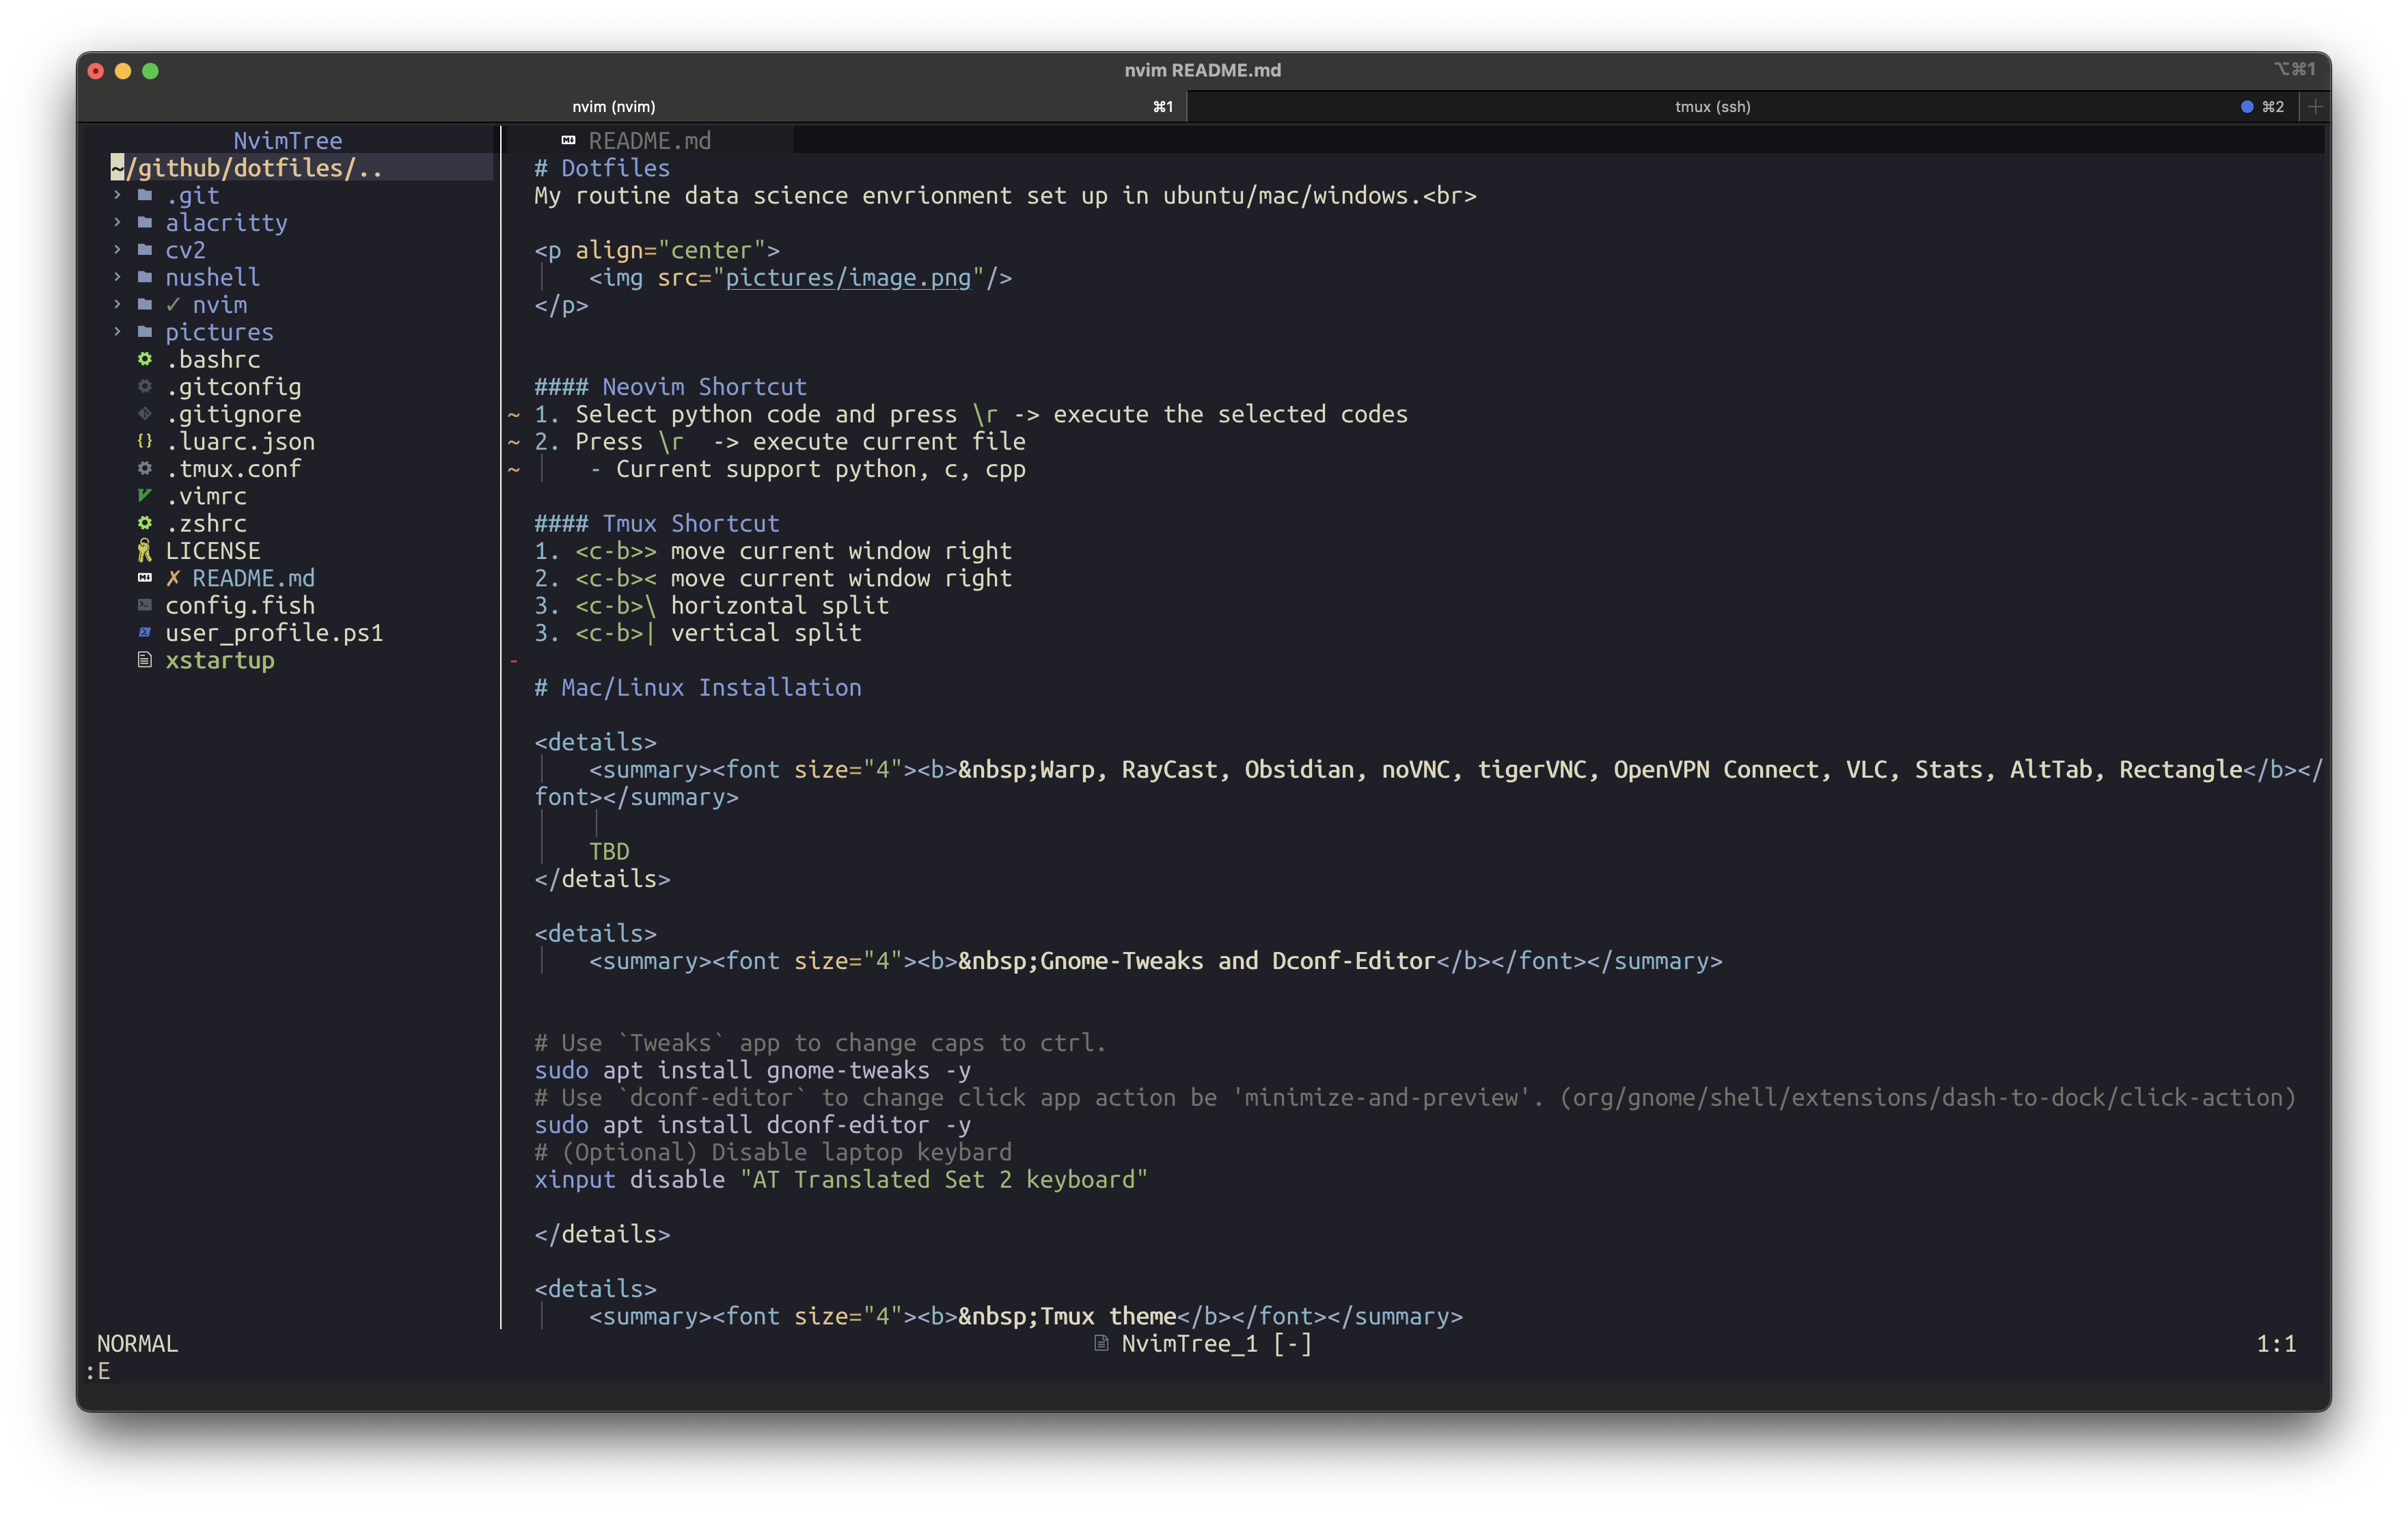 nvim README.md
⌥⌘1
nvim (nvim) ⌘1
tmux (ssh) ⌘2 +
NvimTree
~/github/dotfiles/..
.git
alacritty
cv2
nushell
✓ nvim
pictures
.bashrc
.gitconfig
.gitignore
{} .luarc.json
.tmux.conf
.vimrc
.zshrc
LICENSE
✗ README.md
config.fish
user_profile.ps1
xstartup
README.md
# Dotfiles
My routine data science envrionment set up in ubuntu/mac/windows.<br>
<p align="center">
<img src="pictures/image.png"/>
</p>
#### Neovim Shortcut
~ 1. Select python code and press \r -> execute the selected codes
~ 2. Press \r  -> execute current file
~ - Current support python, c, cpp
#### Tmux Shortcut
1. <c-b>> move current window right
2. <c-b>< move current window right
3. <c-b>\ horizontal split
3. <c-b>| vertical split
-
# Mac/Linux Installation
<details>
<summary><font size="4"><b>&nbsp;Warp, RayCast, Obsidian, noVNC, tigerVNC, OpenVPN Connect, VLC, Stats, AltTab, Rectangle</b></
font></summary>
TBD
</details>
<details>
<summary><font size="4"><b>&nbsp;Gnome-Tweaks and Dconf-Editor</b></font></summary>
# Use `Tweaks` app to change caps to ctrl.
sudo apt install gnome-tweaks -y
# Use `dconf-editor` to change click app action be 'minimize-and-preview'. (org/gnome/shell/extensions/dash-to-dock/click-action)
sudo apt install dconf-editor -y
# (Optional) Disable laptop keybard
xinput disable "AT Translated Set 2 keyboard"
</details>
<details>
<summary><font size="4"><b>&nbsp;Tmux theme</b></font></summary>
NORMAL
NvimTree_1 [-]
1:1
:E